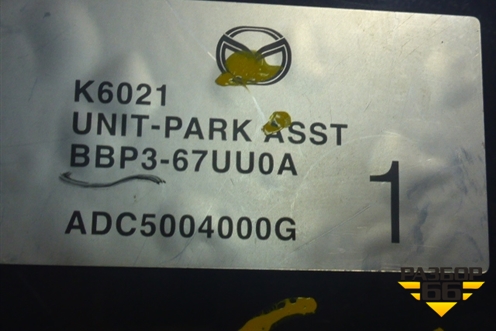 K6021
UNIT-PARK ASST
BBP3-67UU0A
ADC5004000G
1
РАЗБОР
66